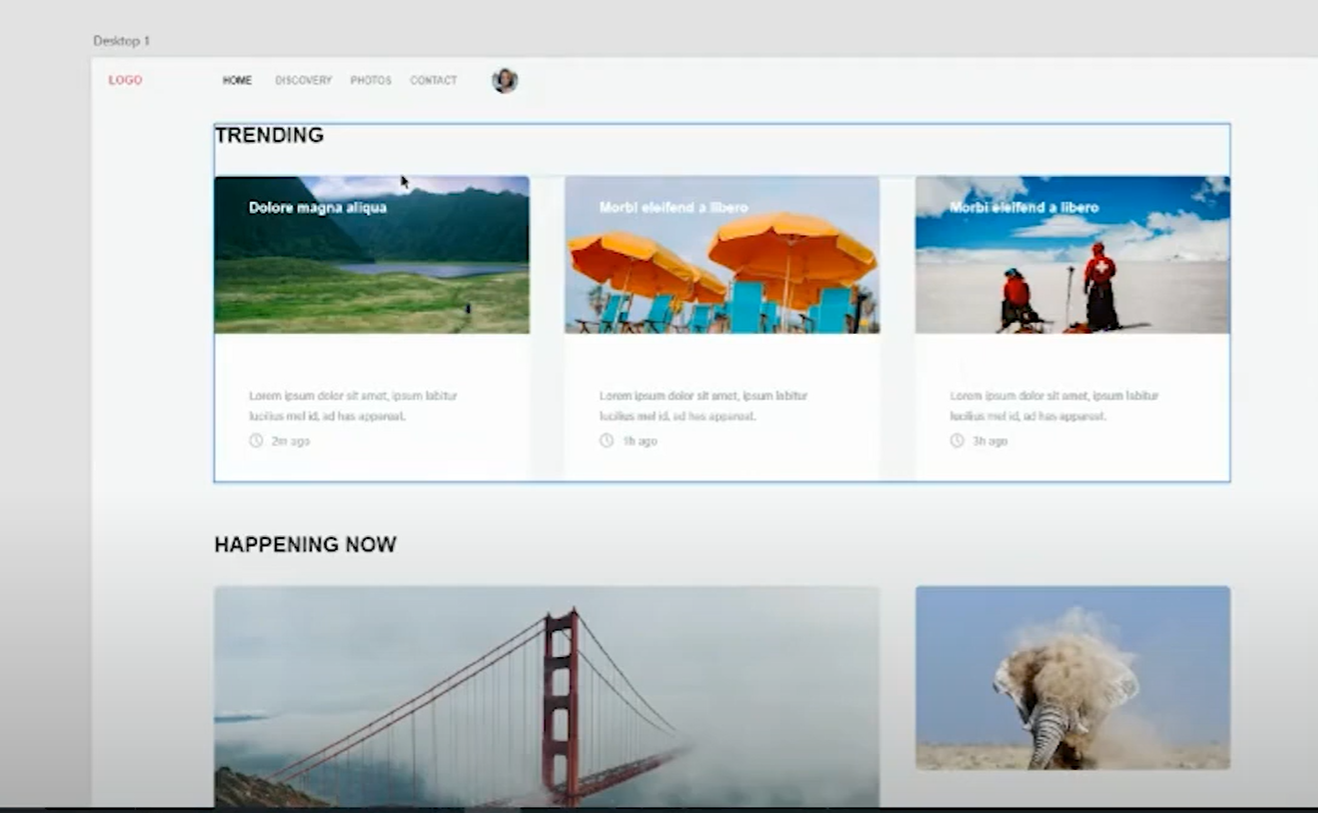 Desktop 1
LOGO HOME DISCOVERY PHOTOS CONTACT
TRENDING
Dolore magna aliqua
Morbi eleifend a libero
Morbi eleifend a libero
Lorem ipsum dolor sit amet, ipsum labitur
lucilius mel id, ad has appareat.
2m ago
Lorem ipsum dolor sit amet, ipsum labitur
lucilius mel id, ad has appareat.
1h ago
Lorem ipsum dolor sit amet, ipsum labitur
lucilius mel id, ad has appareat.
3h ago
HAPPENING NOW